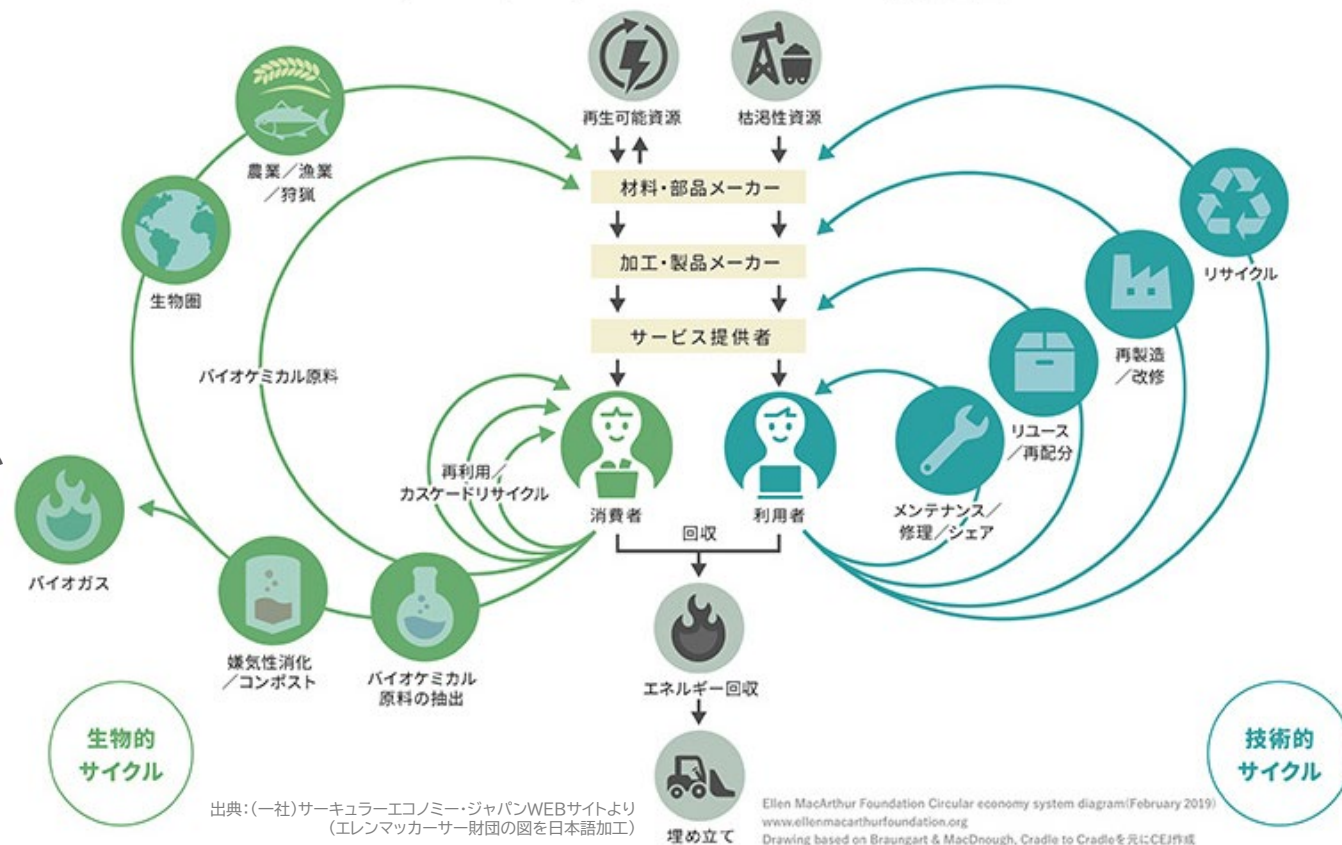 再生可能資源
枯渇性資源
農業／漁業
／狩猟
材料・部品メーカー
生物圏
加工・製品メーカー
リサイクル
サービス提供者
再製造
／改修
バイオケミカル原料
リユース
／再配分
再利用／
カスケードリサイクル
消費者
利用者
メンテナンス／
修理／シェア
回収
バイオガス
嫌気性消化
／コンポスト
バイオケミカル
原料の抽出
エネルギー回収
生物的
サイクル
技術的
サイクル
埋め立て
出典:(一社)サーキュラーエコノミー・ジャパンWEBサイトより
(エレンマッカーサー財団の図を日本語加工)
Ellen MacArthur Foundation Circular economy system diagram(February 2019)
www.ellenmacarthurfoundation.org
Drawing based on Braungart & MacDnough, Cradle to Cradleを元にCEJ作成